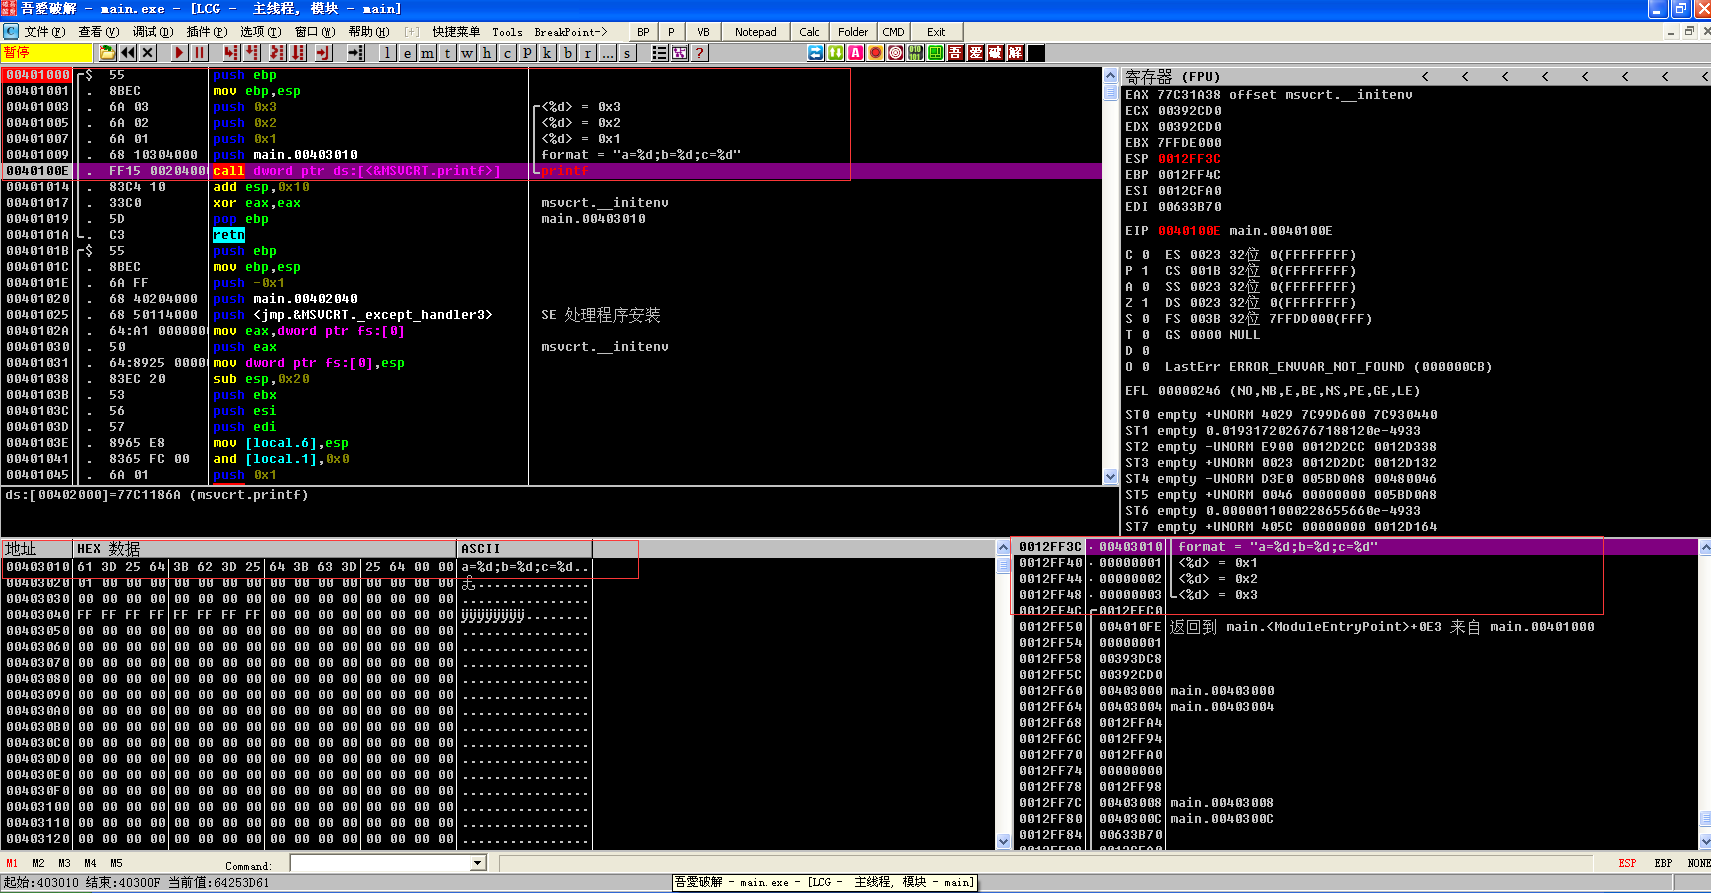 吾愛破解 - main.exe - [LCG - 主线程, 模块 - main]
C 文件(F) 查看(V) 调试(D) 插件(P) 选项(T) 窗口(W) 帮助(H) [+] 快捷菜单 Tools BreakPoint-> BP P VB Notepad Calc Folder CMD Exit
暂停 l e m t w h c p k b r ... s ? A 吾 爱 破 解
00401000 $ 55 push ebp
00401001 . 8BEC mov ebp,esp
00401003 . 6A 03 push 0x3 <%d> = 0x3
00401005 . 6A 02 push 0x2 <%d> = 0x2
00401007 . 6A 01 push 0x1 <%d> = 0x1
00401009 . 68 10304000 push main.00403010 format = "a=%d;b=%d;c=%d"
0040100E . FF15 00204000 call dword ptr ds:[<&MSVCRT.printf>] printf
00401014 . 83C4 10 add esp,0x10
00401017 . 33C0 xor eax,eax msvcrt.__initenv
00401019 . 5D pop ebp main.00403010
0040101A . C3 retn
0040101B $ 55 push ebp
0040101C . 8BEC mov ebp,esp
0040101E . 6A FF push -0x1
00401020 . 68 40204000 push main.00402040
00401025 . 68 50114000 push <jmp.&MSVCRT._except_handler3> SE 处理程序安装
0040102A . 64:A1 0000000 mov eax,dword ptr fs:[0]
00401030 . 50 push eax msvcrt.__initenv
00401031 . 64:8925 00000 mov dword ptr fs:[0],esp
00401038 . 83EC 20 sub esp,0x20
0040103B . 53 push ebx
0040103C . 56 push esi
0040103D . 57 push edi
0040103E . 8965 E8 mov [local.6],esp
00401041 . 8365 FC 00 and [local.1],0x0
00401045 . 6A 01 push 0x1
ds:[00402000]=77C1186A (msvcrt.printf)
寄存器 (FPU) < < < < < < < <
EAX 77C31A38 offset msvcrt.__initenv
ECX 00392CD0
EDX 00392CD0
EBX 7FFDE000
ESP 0012FF3C
EBP 0012FF4C
ESI 0012CFA0
EDI 00633B70
EIP 0040100E main.0040100E
C 0 ES 0023 32位 0(FFFFFFFF)
P 1 CS 001B 32位 0(FFFFFFFF)
A 0 SS 0023 32位 0(FFFFFFFF)
Z 1 DS 0023 32位 0(FFFFFFFF)
S 0 FS 003B 32位 7FFDD000(FFF)
T 0 GS 0000 NULL
D 0
O 0 LastErr ERROR_ENVVAR_NOT_FOUND (000000CB)
EFL 00000246 (NO,NB,E,BE,NS,PE,GE,LE)
ST0 empty +UNORM 4029 7C99D600 7C930440
ST1 empty 0.0193172026767188120e-4933
ST2 empty -UNORM E900 0012D2CC 0012D338
ST3 empty +UNORM 0023 0012D2DC 0012D132
ST4 empty -UNORM D3E0 005BD0A8 00480046
ST5 empty +UNORM 0046 00000000 005BD0A8
ST6 empty 0.0000011000228655660e-4933
ST7 empty +UNORM 405C 00000000 0012D164
地址 HEX 数据 ASCII
00403010 61 3D 25 64 3B 62 3D 25 64 3B 63 3D 25 64 00 00 a=%d;b=%d;c=%d..
00403020 01 00 00 00 00 00 00 00 00 00 00 00 00 00 00 00 ...............
00403030 00 00 00 00 00 00 00 00 00 00 00 00 00 00 00 00 ................
00403040 FF FF FF FF FF FF FF FF 00 00 00 00 00 00 00 00 ........
00403050 00 00 00 00 00 00 00 00 00 00 00 00 00 00 00 00 ................
00403060 00 00 00 00 00 00 00 00 00 00 00 00 00 00 00 00 ................
00403070 00 00 00 00 00 00 00 00 00 00 00 00 00 00 00 00 ................
00403080 00 00 00 00 00 00 00 00 00 00 00 00 00 00 00 00 ................
00403090 00 00 00 00 00 00 00 00 00 00 00 00 00 00 00 00 ................
004030A0 00 00 00 00 00 00 00 00 00 00 00 00 00 00 00 00 ................
004030B0 00 00 00 00 00 00 00 00 00 00 00 00 00 00 00 00 ................
004030C0 00 00 00 00 00 00 00 00 00 00 00 00 00 00 00 00 ................
004030D0 00 00 00 00 00 00 00 00 00 00 00 00 00 00 00 00 ................
004030E0 00 00 00 00 00 00 00 00 00 00 00 00 00 00 00 00 ................
004030F0 00 00 00 00 00 00 00 00 00 00 00 00 00 00 00 00 ................
00403100 00 00 00 00 00 00 00 00 00 00 00 00 00 00 00 00 ................
00403110 00 00 00 00 00 00 00 00 00 00 00 00 00 00 00 00 ................
00403120 00 00 00 00 00 00 00 00 00 00 00 00 00 00 00 00 ................
0012FF3C 00403010 format = "a=%d;b=%d;c=%d"
0012FF40 00000001 <%d> = 0x1
0012FF44 00000002 <%d> = 0x2
0012FF48 00000003 <%d> = 0x3
0012FF4C 0012FFC0
0012FF50 004010FE 返回到 main.<ModuleEntryPoint>+0E3 来自 main.00401000
0012FF54 00000001
0012FF58 00393DC8
0012FF5C 00392CD0
0012FF60 00403000 main.00403000
0012FF64 00403004 main.00403004
0012FF68 0012FFA4
0012FF6C 0012FF94
0012FF70 0012FFA0
0012FF74 00000000
0012FF78 0012FF98
0012FF7C 00403008 main.00403008
0012FF80 0040300C main.0040300C
0012FF84 00633B70
M1 M2 M3 M4 M5 Command: ESP EBP NONE
起始:403010 结束:40300F 当前值:64253D61
吾愛破解 - main.exe - [LCG - 主线程, 模块 - main]